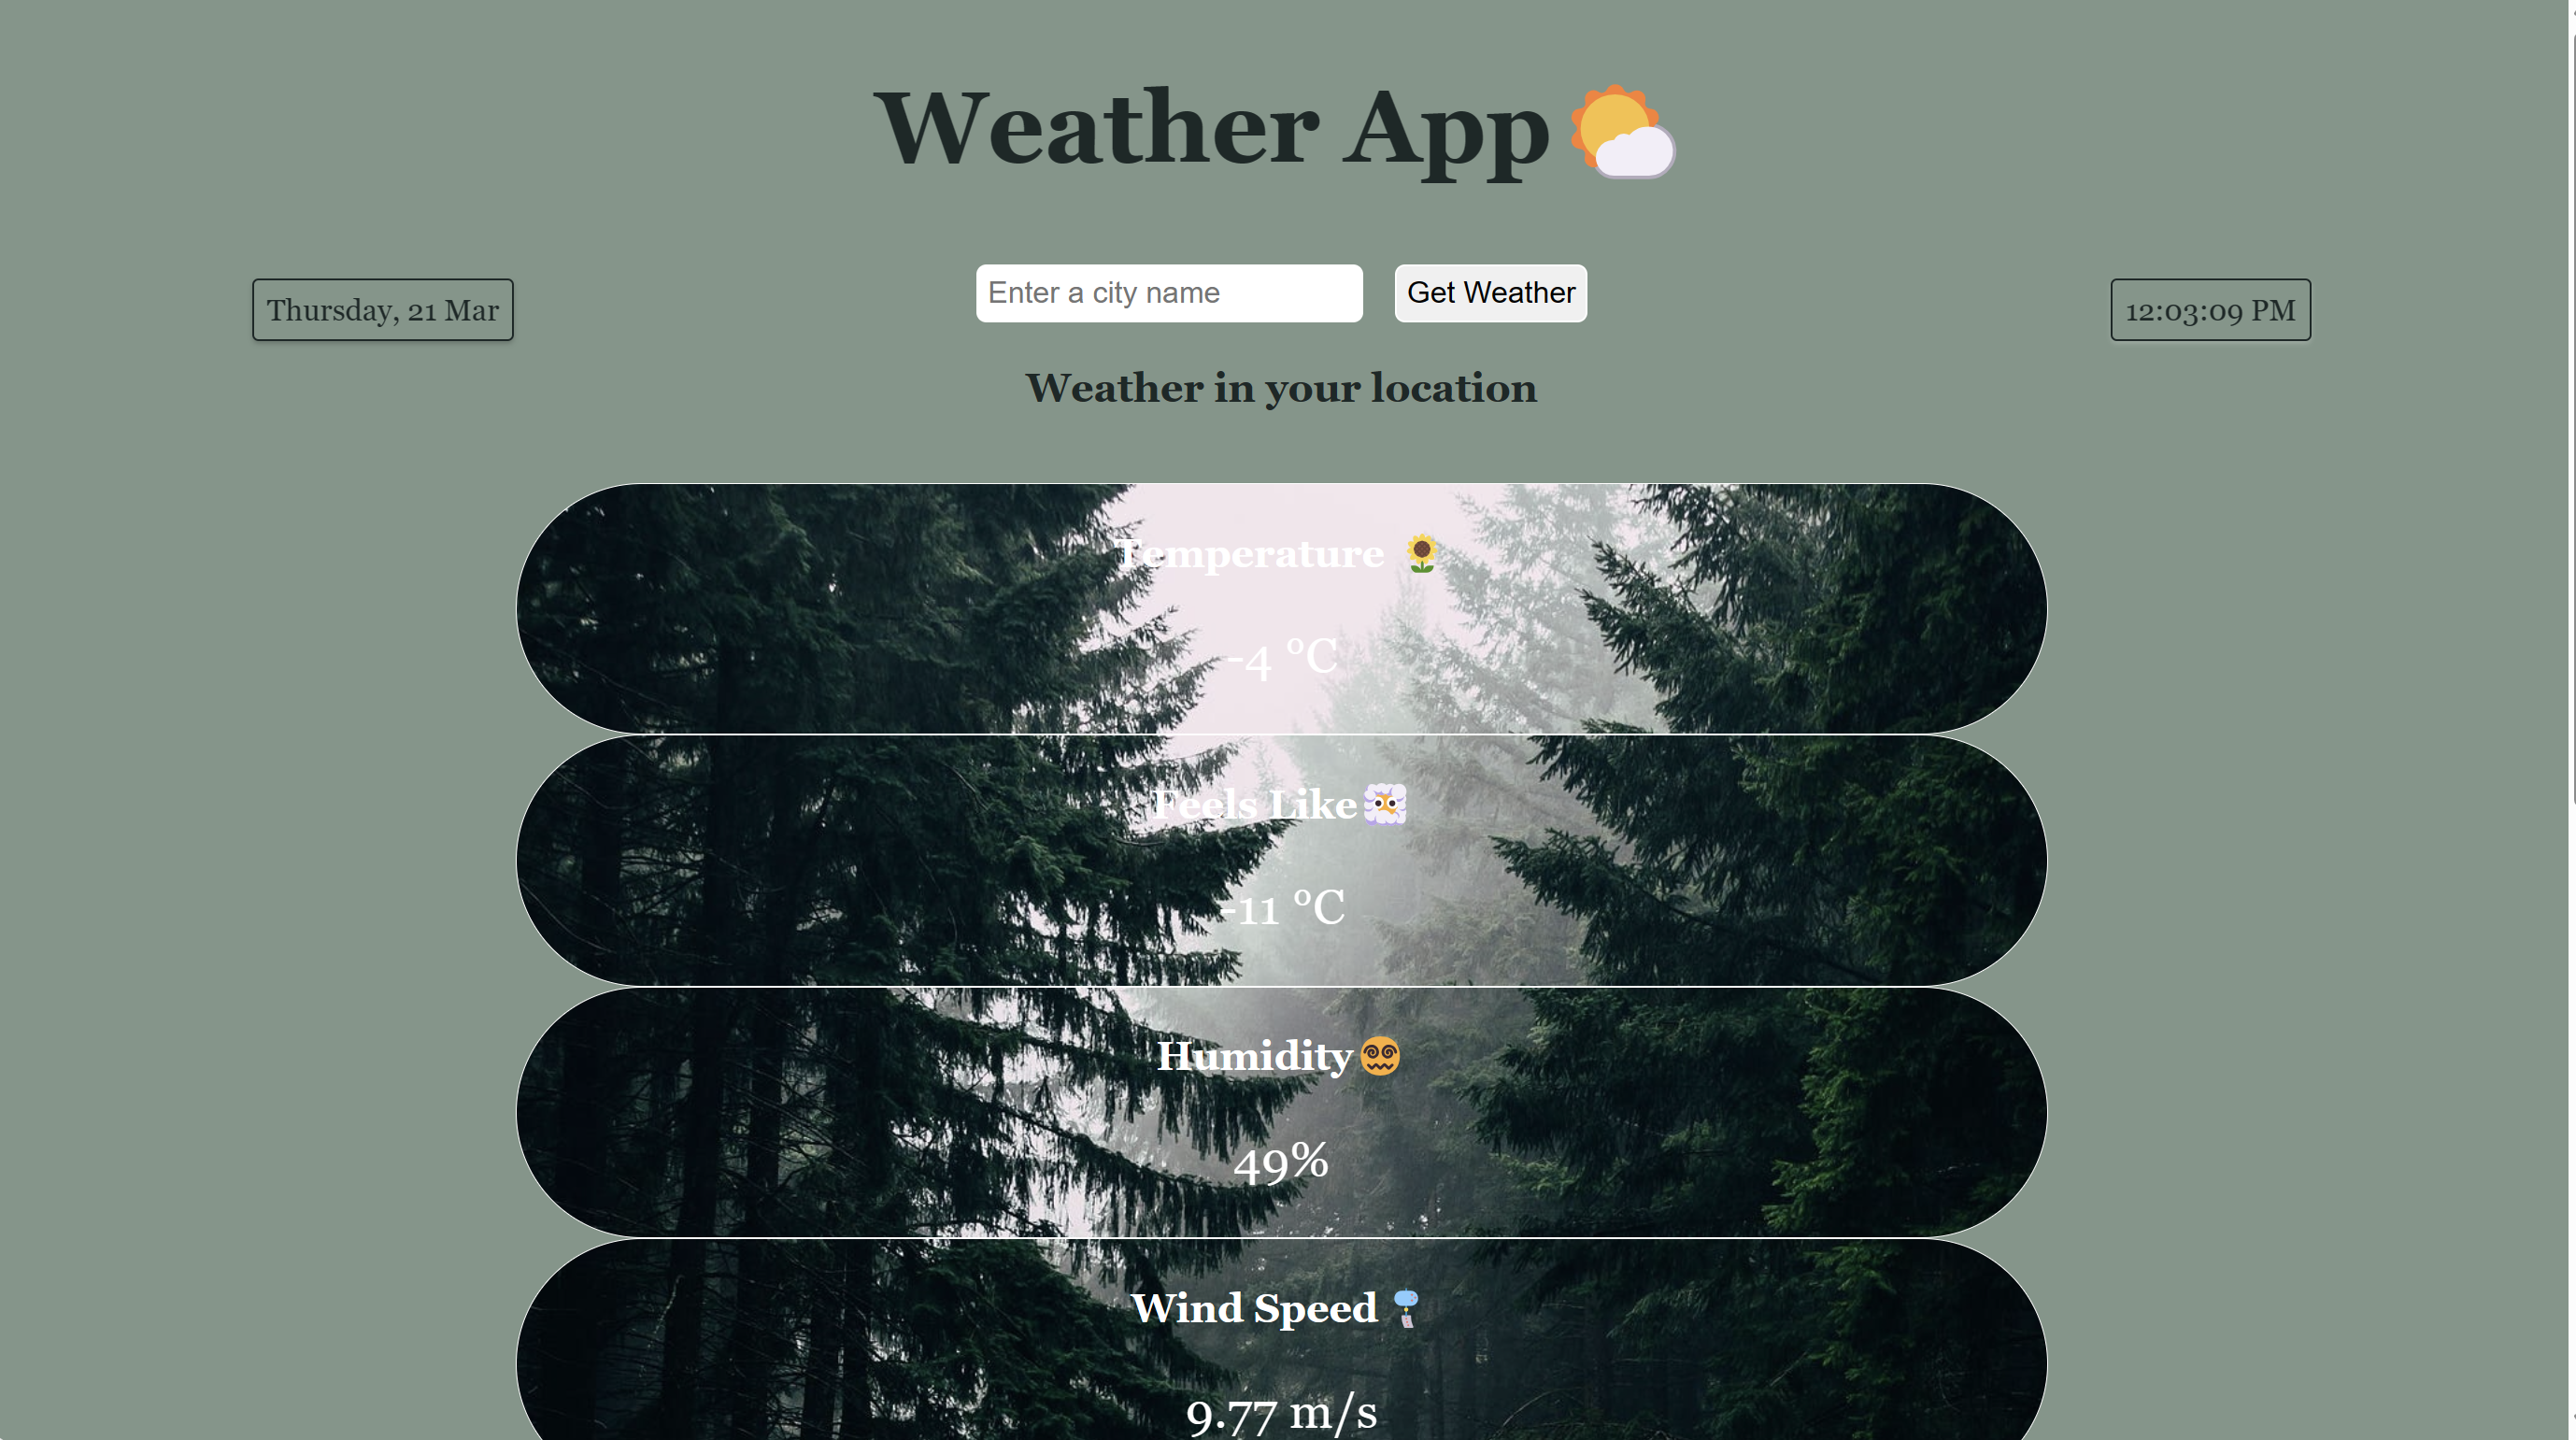 Weather App
Thursday, 21 Mar
Enter a city name
Get Weather
12:03:09 PM
Weather in your location
Temperature
-4 °C
Feels Like
-11 °C
Humidity
49%
Wind Speed
9.77 m/s